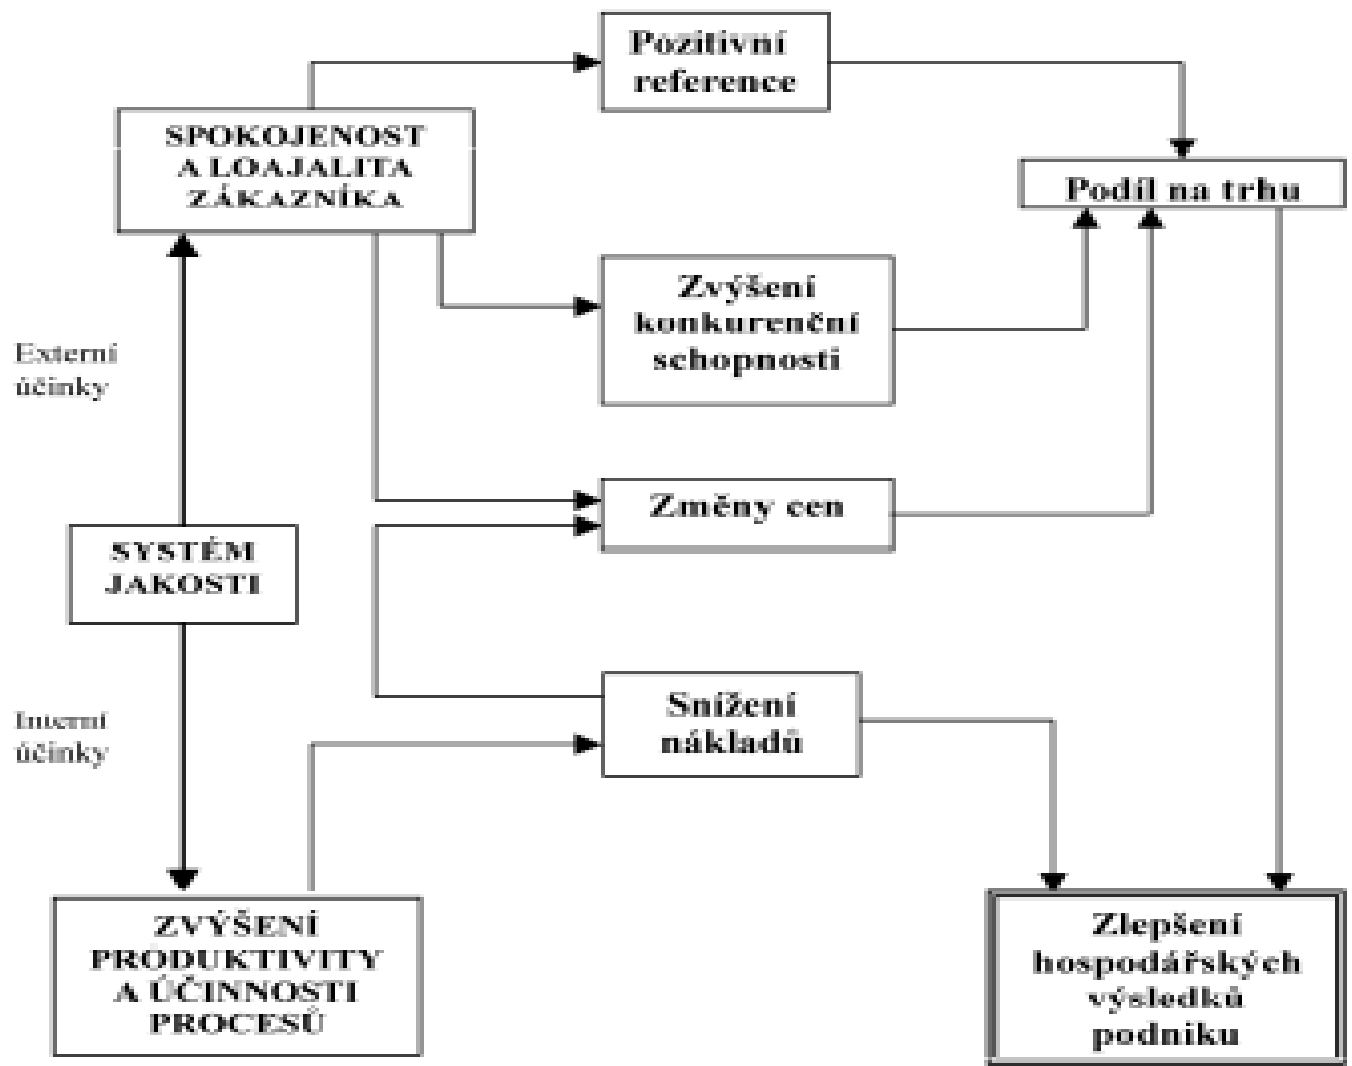 Pozitivní
reference
SPOKOJENOST
A LOAJALITA
ZÁKAZNÍKA
Podíl na trhu
Zvýšení
konkurenční
schopnosti
Externí
účinky
Změny cen
SYSTÉM
JAKOSTI
Snížení
nákladů
Interní
účinky
ZVÝŠENÍ
PRODUKTIVITY
A ÚČINNOSTI
PROCESŮ
Zlepšení
hospodářských
výsledků
podniku